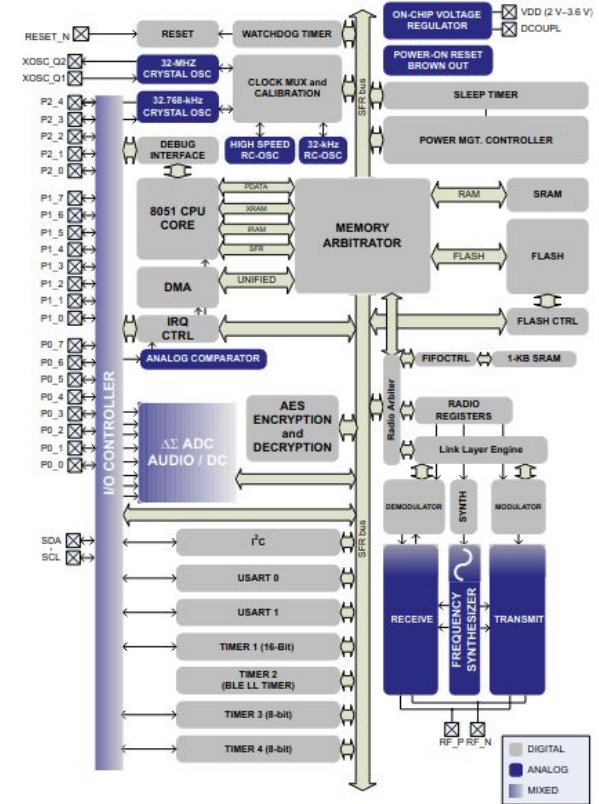 ON-CHIP VOLTAGE
REGULATOR
VDD (2 V–3.6 V)
DCOUPL
RESET_N
RESET
WATCHDOG TIMER
POWER-ON RESET
BROWN OUT
XOSC_Q2
XOSC_Q1
32-MHZ
CRYSTAL OSC
CLOCK MUX and
CALIBRATION
SFR bus
SLEEP TIMER
P2_4
P2_3
P2_2
P2_1
P2_0
32.768-kHz
CRYSTAL OSC
POWER MGT. CONTROLLER
DEBUG
INTERFACE
HIGH SPEED
RC-OSC
32-kHz
RC-OSC
P1_7
P1_6
P1_5
P1_4
P1_3
P1_2
P1_1
P1_0
8051 CPU
CORE
PDATA
XRAM
IRAM
SFR
MEMORY
ARBITRATOR
RAM
SRAM
DMA
UNIFIED
FLASH
FLASH
IRQ
CTRL
FLASH CTRL
P0_7
P0_6
P0_5
P0_4
P0_3
P0_2
P0_1
P0_0
ANALOG COMPARATOR
FIFOCTRL
1-KB SRAM
I/O CONTROLLER
Radio Arbiter
RADIO
REGISTERS
ΔΣ ADC
AUDIO / DC
AES
ENCRYPTION
and
DECRYPTION
Link Layer Engine
DEMODULATOR
SYNTH
MODULATOR
SDA
SCL
I²C
SFR bus
USART 0
USART 1
RECEIVE
FREQUENCY
SYNTHESIZER
TRANSMIT
TIMER 1 (16-Bit)
TIMER 2
(BLE LL TIMER)
TIMER 3 (8-bit)
TIMER 4 (8-bit)
RF_P
RF_N
DIGITAL
ANALOG
MIXED